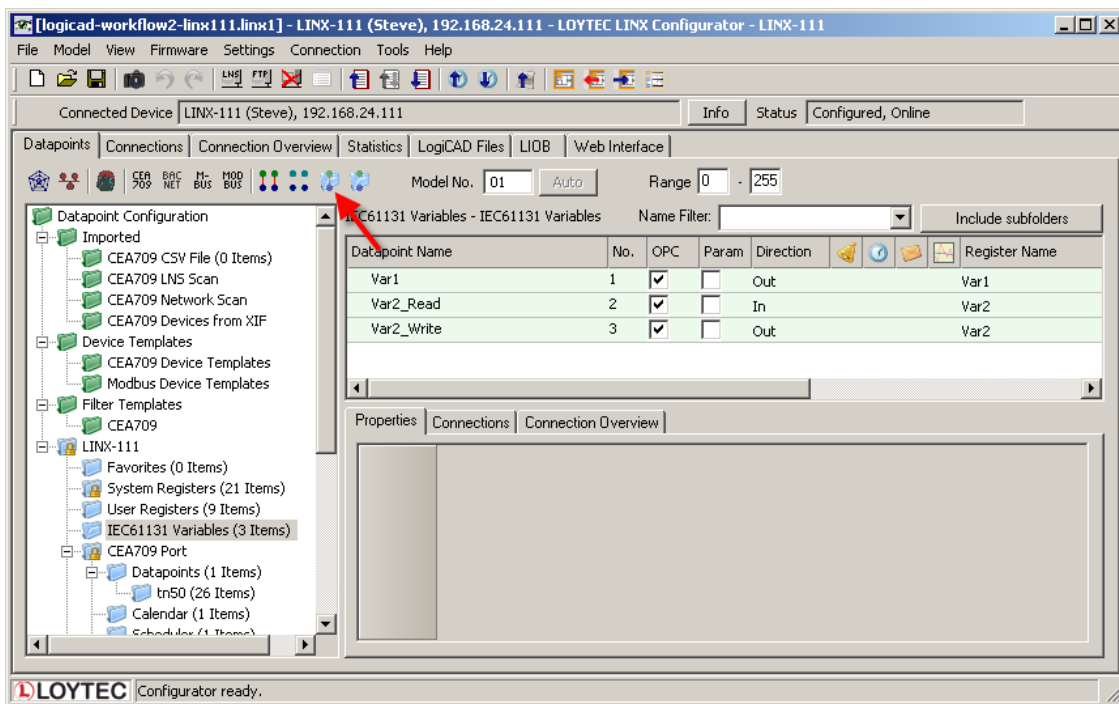 [logicad-workflow2-linx111.linx1] - LINX-111 (Steve), 192.168.24.111 - LOYTEC LINX Configurator - LINX-111
File Model View Firmware Settings Connection Tools Help
LNS FTP
Connected Device LINX-111 (Steve), 192.168.24.111 Info Status Configured, Online
Datapoints Connections Connection Overview Statistics LogiCAD Files LIOB Web Interface
CEA 709 BAC NET M- BUS MOD BUS Model No. 01 Auto Range 0 - 255
IEC61131 Variables - IEC61131 Variables Name Filter: Include subfolders
Datapoint Name No. OPC Param Direction Register Name
Var1 1 Out Var1
Var2_Read 2 In Var2
Var2_Write 3 Out Var2
Datapoint Configuration
Imported
CEA709 CSV File (0 Items)
CEA709 LNS Scan
CEA709 Network Scan
CEA709 Devices from XIF
Device Templates
CEA709 Device Templates
Modbus Device Templates
Filter Templates
CEA709
LINX-111
Favorites (0 Items)
System Registers (21 Items)
User Registers (9 Items)
IEC61131 Variables (3 Items)
CEA709 Port
Datapoints (1 Items)
tn50 (26 Items)
Calendar (1 Items)
Scheduler (1 Items)
Properties Connections Connection Overview
LOYTEC Configurator ready.